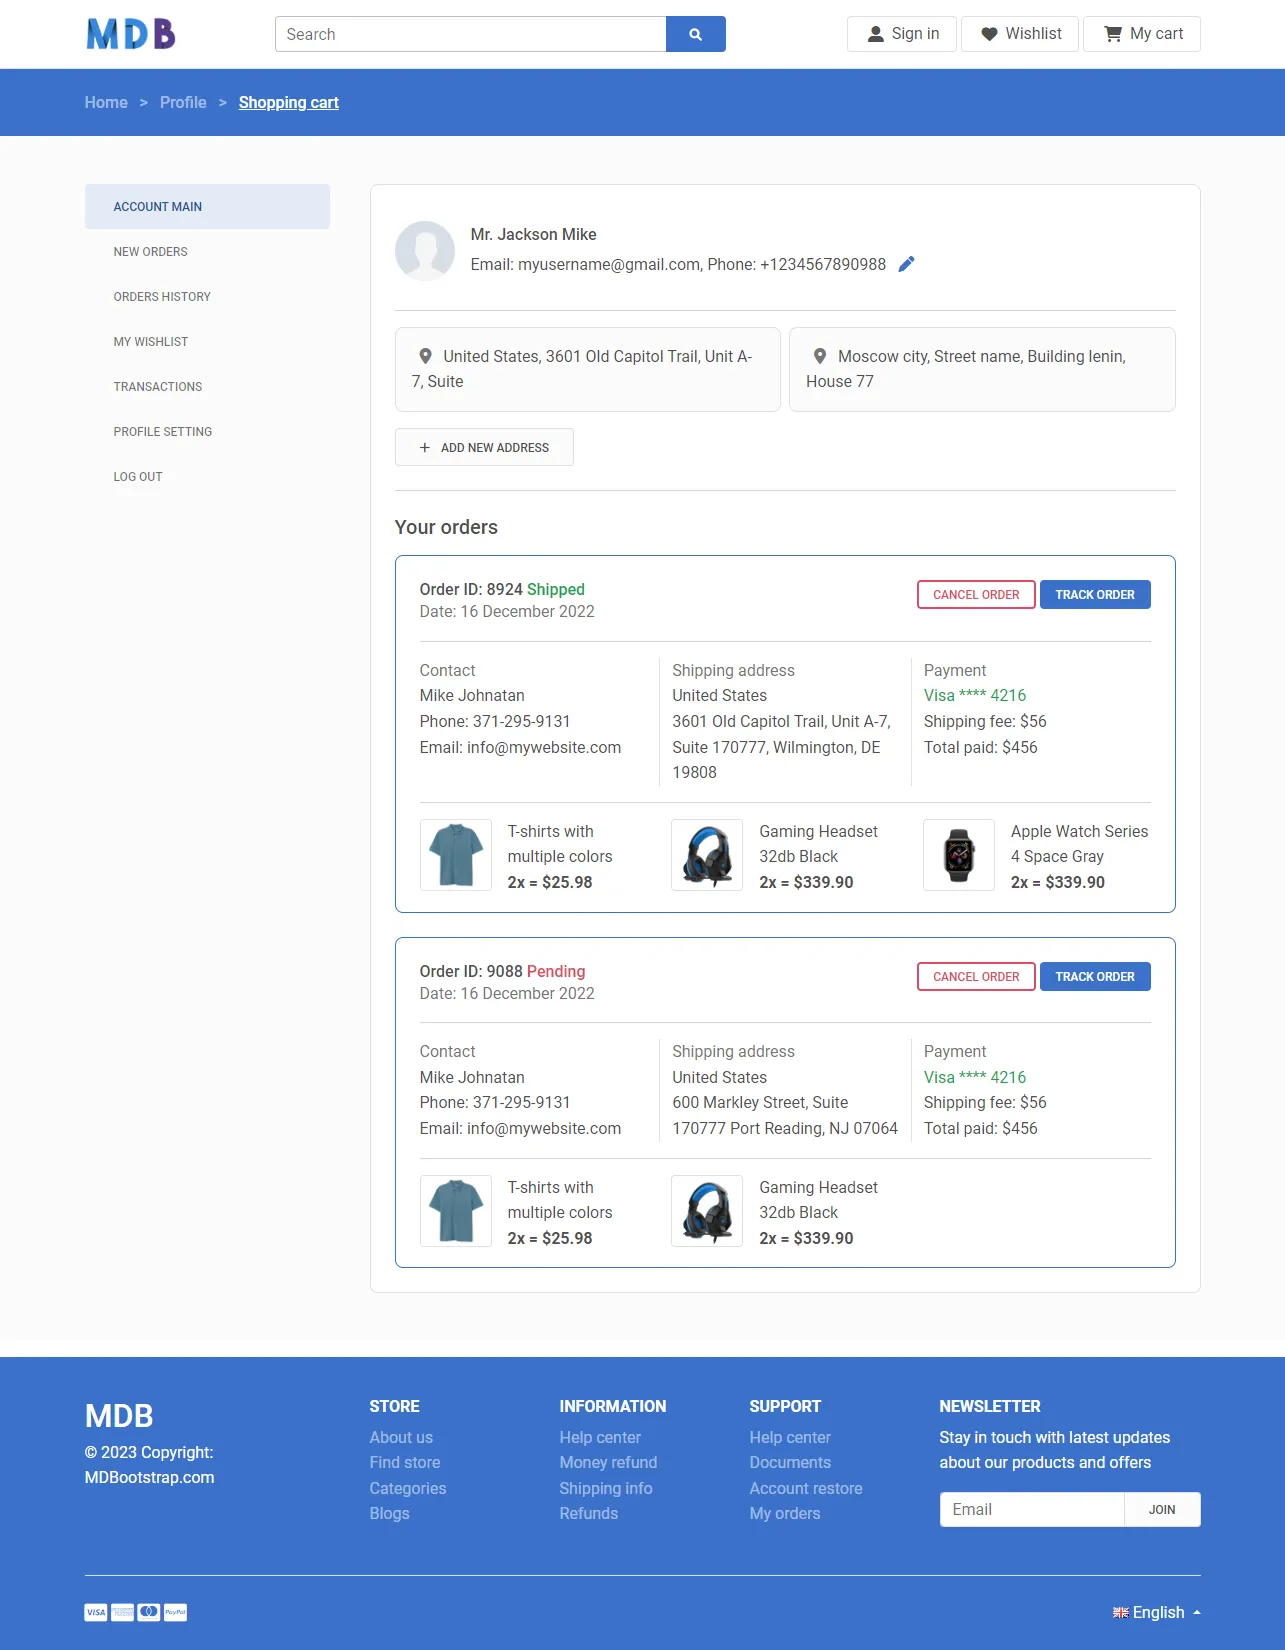 MDB
Search
Sign in
Wishlist
My cart
Home > Profile > Shopping cart
ACCOUNT MAIN
NEW ORDERS
ORDERS HISTORY
MY WISHLIST
TRANSACTIONS
PROFILE SETTING
LOG OUT
Mr. Jackson Mike
Email: myusername@gmail.com, Phone: +1234567890988
United States, 3601 Old Capitol Trail, Unit A-
7, Suite
Moscow city, Street name, Building lenin,
House 77
+ ADD NEW ADDRESS
Your orders
Order ID: 8924 Shipped
Date: 16 December 2022
CANCEL ORDER
TRACK ORDER
Contact
Mike Johnatan
Phone: 371-295-9131
Email: info@mywebsite.com
Shipping address
United States
3601 Old Capitol Trail, Unit A-7,
Suite 170777, Wilmington, DE
19808
Payment
Visa **** 4216
Shipping fee: $56
Total paid: $456
T-shirts with
multiple colors
2x = $25.98
Gaming Headset
32db Black
2x = $339.90
Apple Watch Series
4 Space Gray
2x = $339.90
Order ID: 9088 Pending
Date: 16 December 2022
CANCEL ORDER
TRACK ORDER
Contact
Mike Johnatan
Phone: 371-295-9131
Email: info@mywebsite.com
Shipping address
United States
600 Markley Street, Suite
170777 Port Reading, NJ 07064
Payment
Visa **** 4216
Shipping fee: $56
Total paid: $456
T-shirts with
multiple colors
2x = $25.98
Gaming Headset
32db Black
2x = $339.90
MDB
© 2023 Copyright:
MDBootstrap.com
STORE
About us
Find store
Categories
Blogs
INFORMATION
Help center
Money refund
Shipping info
Refunds
SUPPORT
Help center
Documents
Account restore
My orders
NEWSLETTER
Stay in touch with latest updates
about our products and offers
Email
JOIN
VISA
PayPal
English